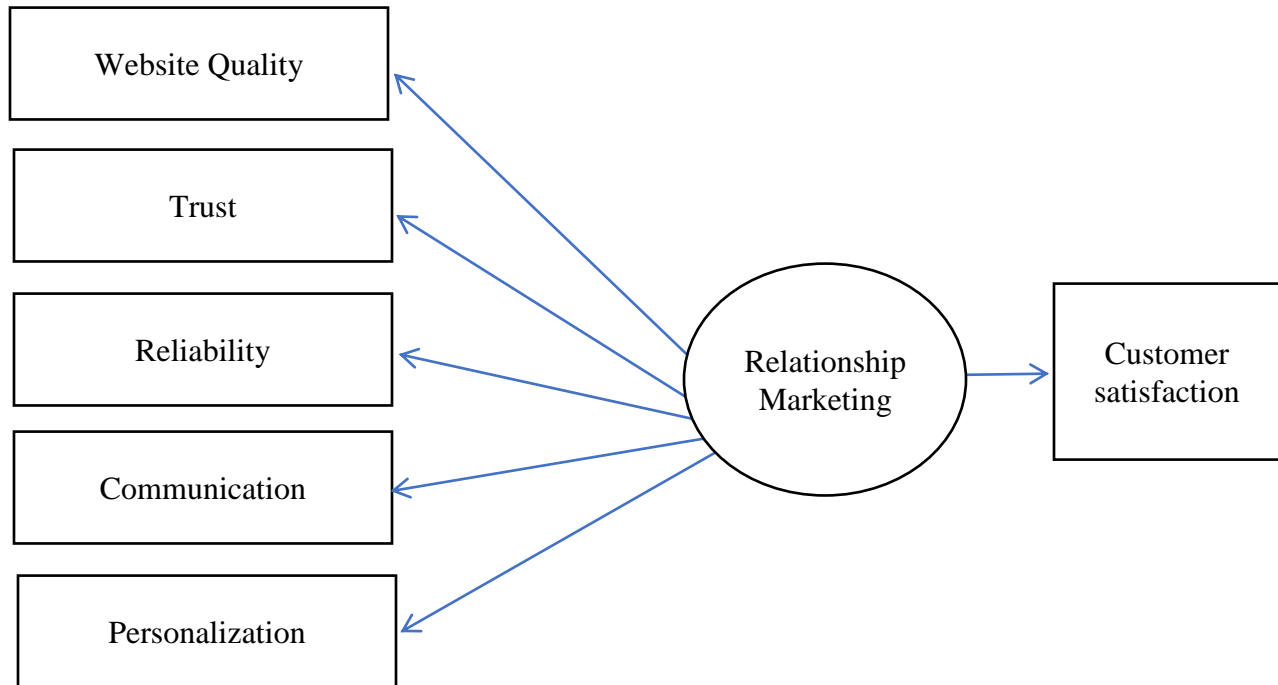 Website Quality
Trust
Reliability
Communication
Personalization
Relationship
Marketing
Customer
satisfaction